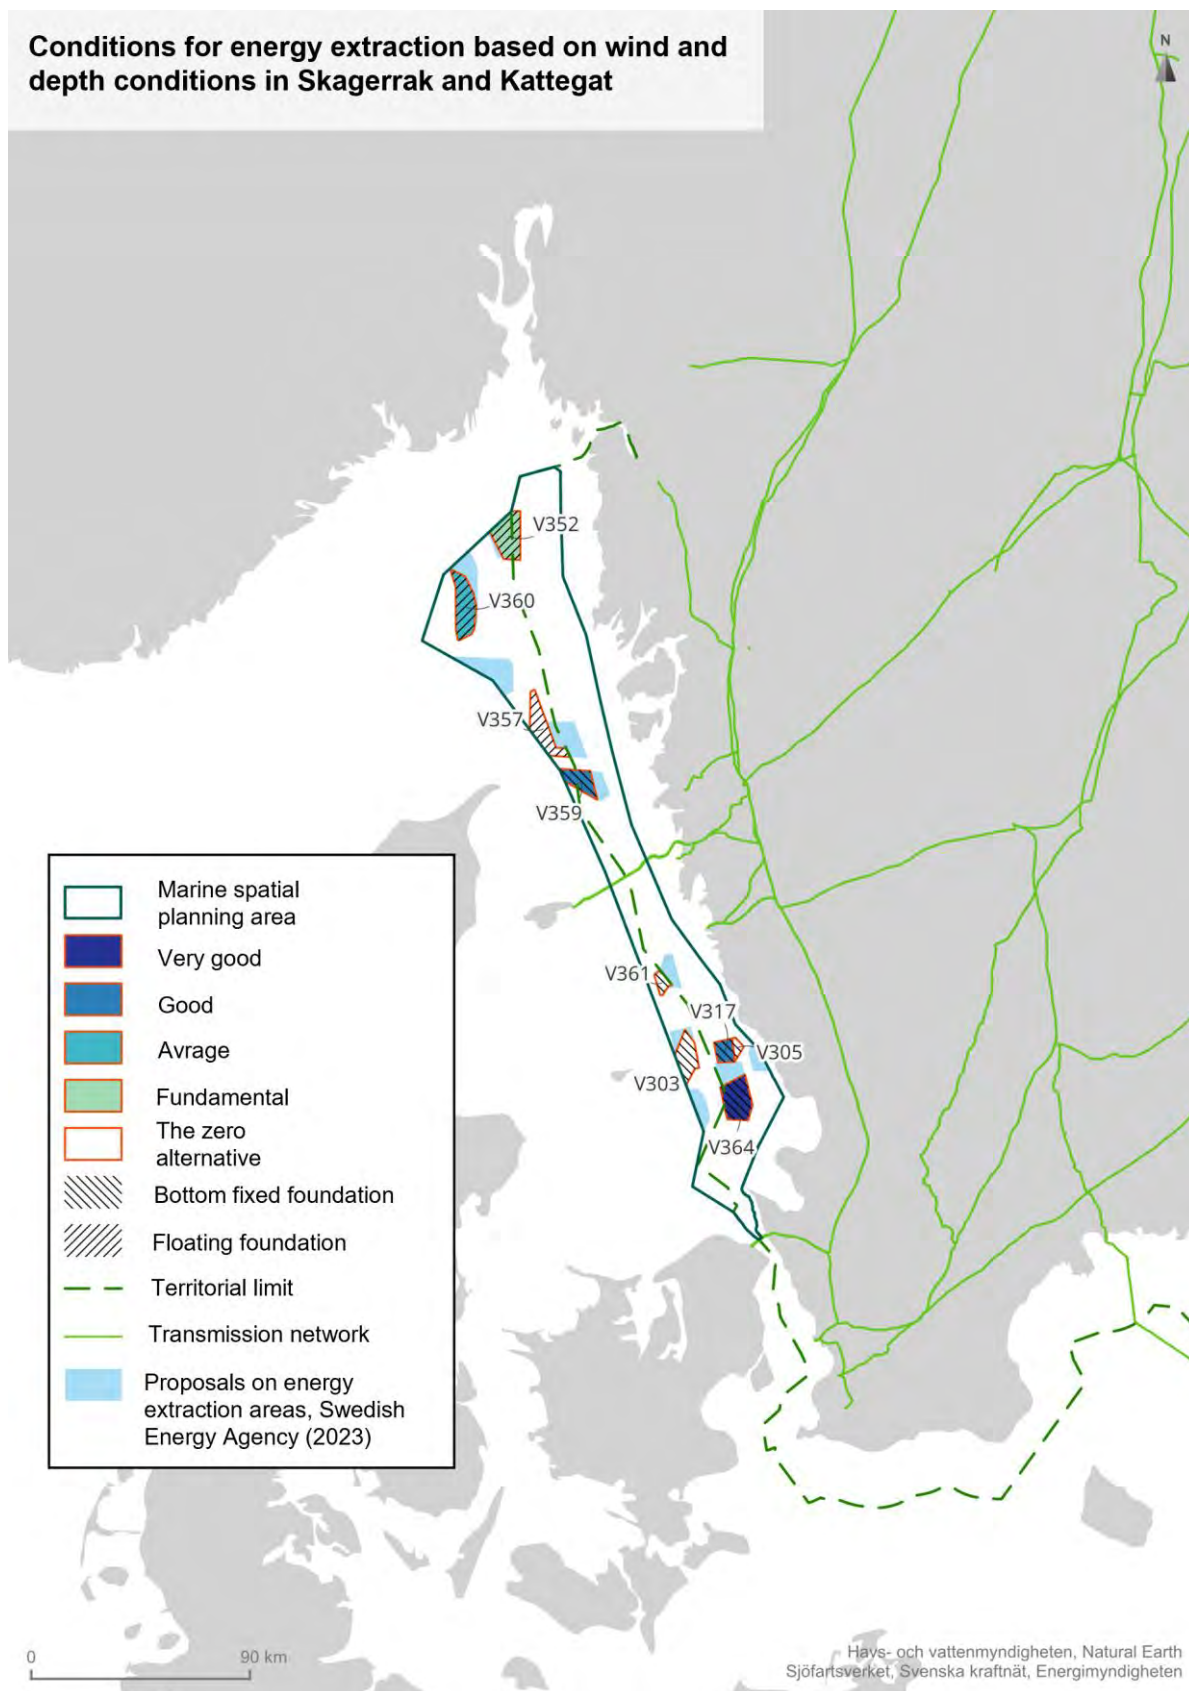 Conditions for energy extraction based on wind and
depth conditions in Skagerrak and Kattegat
N
V352
V360
V357
V359
V361
V317
V305
V303
V364
Marine spatial
planning area
Very good
Good
Avrage
Fundamental
The zero
alternative
Bottom fixed foundation
Floating foundation
Territorial limit
Transmission network
Proposals on energy
extraction areas, Swedish
Energy Agency (2023)
0 90 km
Havs- och vattenmyndigheten, Natural Earth
Sjöfartsverket, Svenska kraftnät, Energimyndigheten